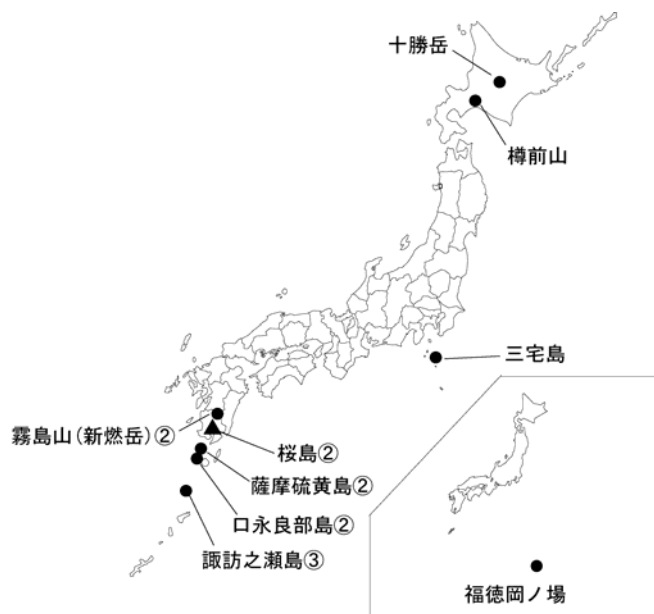 十勝岳
樽前山
三宅島
霧島山(新燃岳)②
桜島②
薩摩硫黄島②
口永良部島②
諏訪之瀬島③
福徳岡ノ場